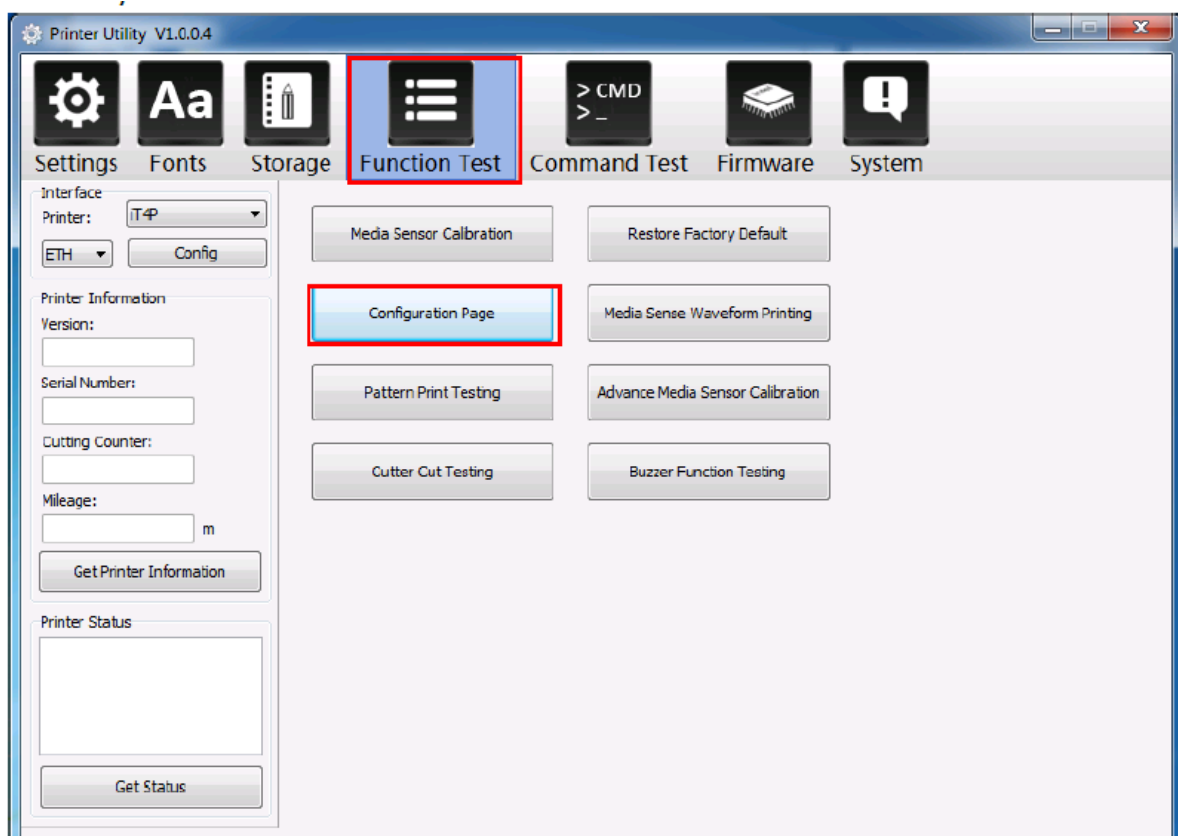 Printer Utility V1.0.0.4
Aa
> CMD
> _
Settings Fonts Storage Function Test Command Test Firmware System
Interface
Printer: iT4P
ETH Config
Printer Information
Version:
Serial Number:
Cutting Counter:
Mileage:
m
Get Printer Information
Printer Status
Get Status
Media Sensor Calibration Restore Factory Default
Configuration Page Media Sense Waveform Printing
Pattern Print Testing Advance Media Sensor Calibration
Cutter Cut Testing Buzzer Function Testing